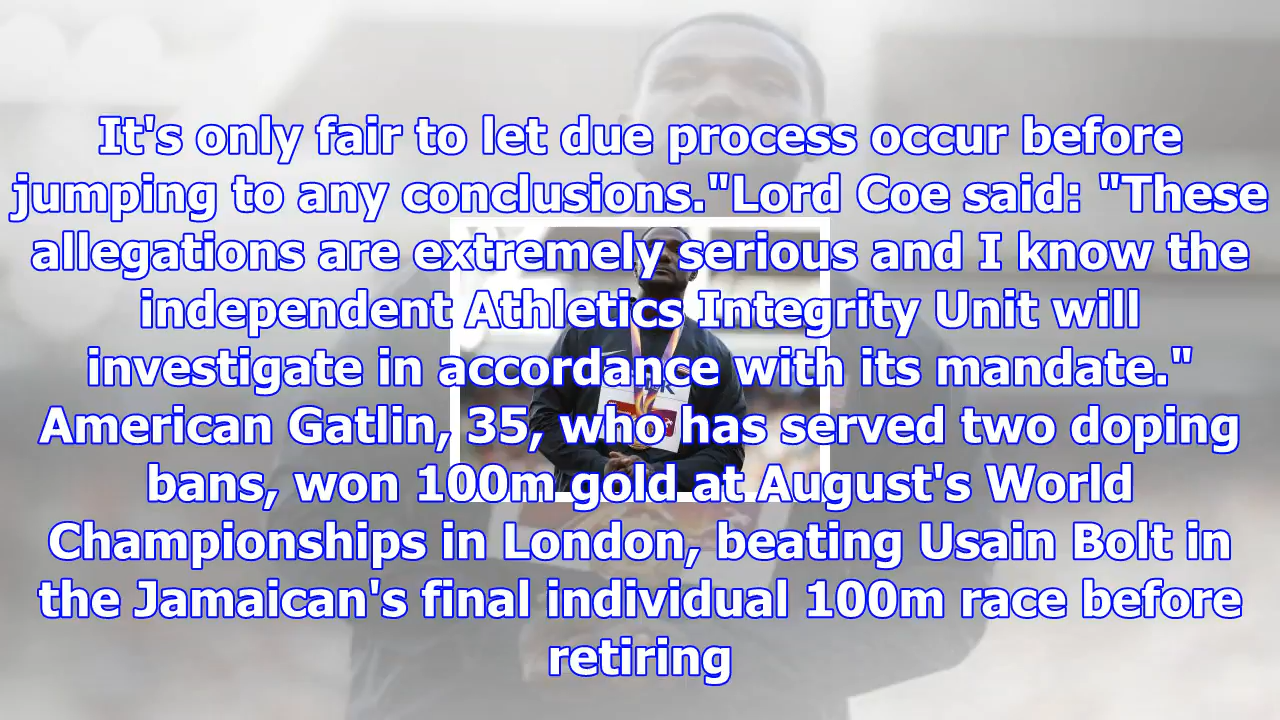 It's only fair to let due process occur before
jumping to any conclusions."Lord Coe said: "These
allegations are extremely serious and I know the
independent Athletics Integrity Unit will
investigate in accordance with its mandate."
American Gatlin, 35, who has served two doping
bans, won 100m gold at August's World
Championships in London, beating Usain Bolt in
the Jamaican's final individual 100m race before
retiring